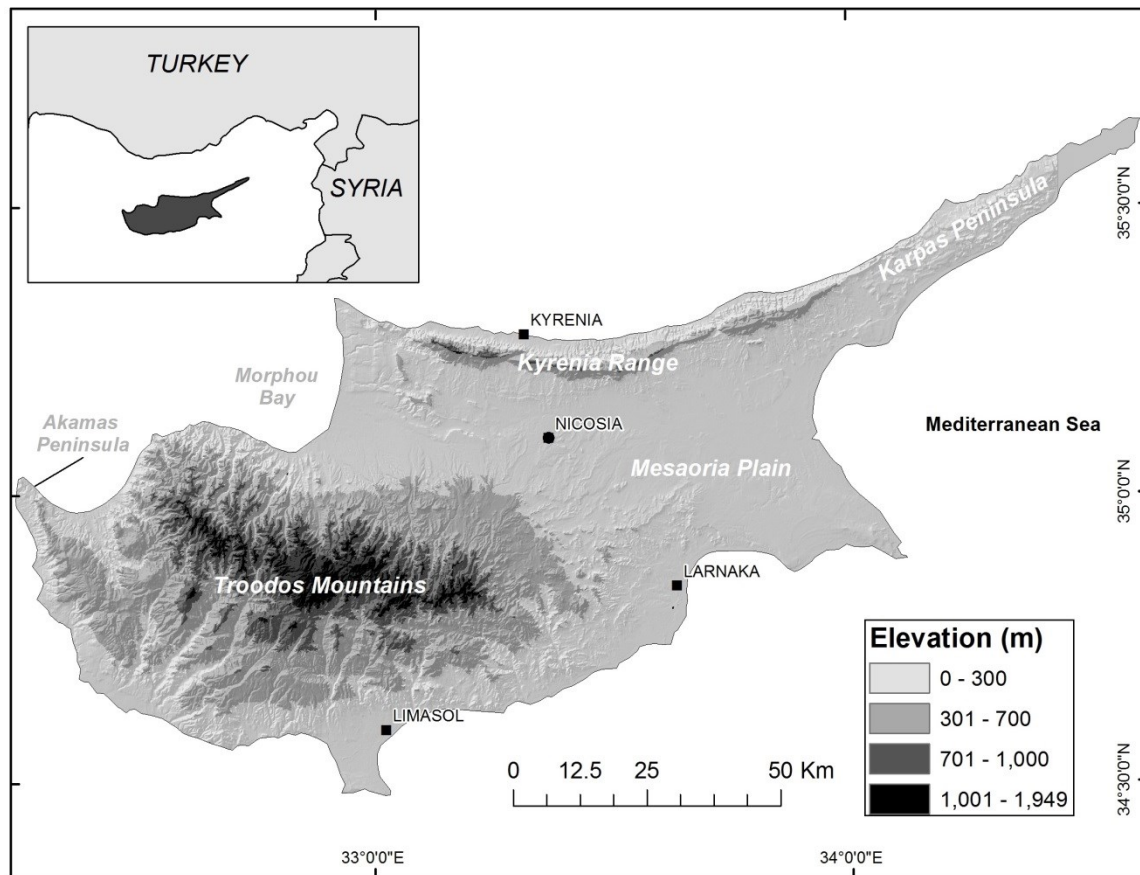 TURKEY
SYRIA
KYRENIA
Kyrenia Range
Karpas Peninsula
Morphou
Bay
Akamas
Peninsula
NICOSIA
Mediterranean Sea
Mesaoria Plain
Troodos Mountains
LARNAKA
LIMASOL
Elevation (m)
0 - 300
301 - 700
701 - 1,000
1,001 - 1,949
0 12.5 25 50 Km
35°30'0"N
35°0'0"N
34°30'0"N
33°0'0"E
34°0'0"E